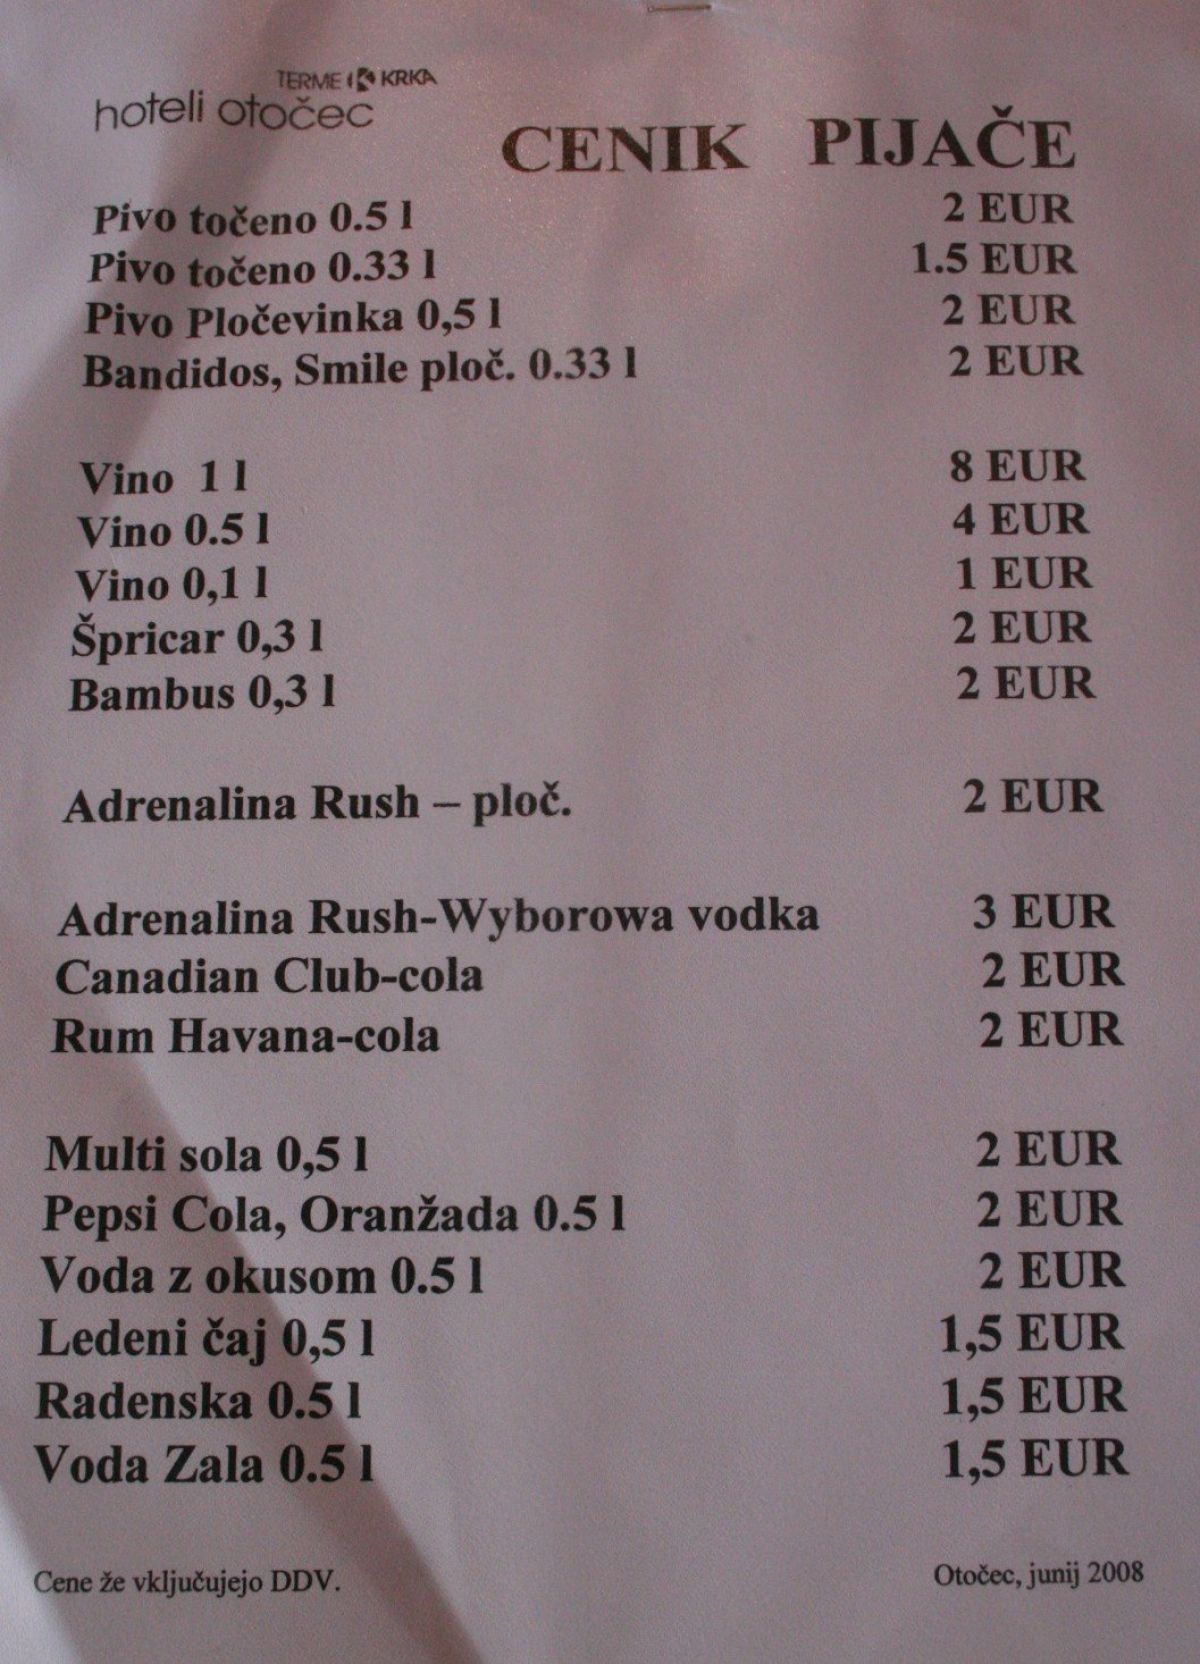 TERME KRKA
hoteli otočec
CENIK PIJAČE
Pivo točeno 0.5 l 2 EUR
Pivo točeno 0.33 l 1.5 EUR
Pivo Pločevinka 0,5 l 2 EUR
Bandidos, Smile ploč. 0.33 l 2 EUR
Vino 1 l 8 EUR
Vino 0.5 l 4 EUR
Vino 0,1 l 1 EUR
Špricar 0,3 l 2 EUR
Bambus 0,3 l 2 EUR
Adrenalina Rush – ploč. 2 EUR
Adrenalina Rush-Wyborowa vodka 3 EUR
Canadian Club-cola 2 EUR
Rum Havana-cola 2 EUR
Multi sola 0,5 l 2 EUR
Pepsi Cola, Oranžada 0.5 l 2 EUR
Voda z okusom 0.5 l 2 EUR
Ledeni čaj 0,5 l 1,5 EUR
Radenska 0.5 l 1,5 EUR
Voda Zala 0.5 l 1,5 EUR
Cene že vključujejo DDV. Otočec, junij 2008